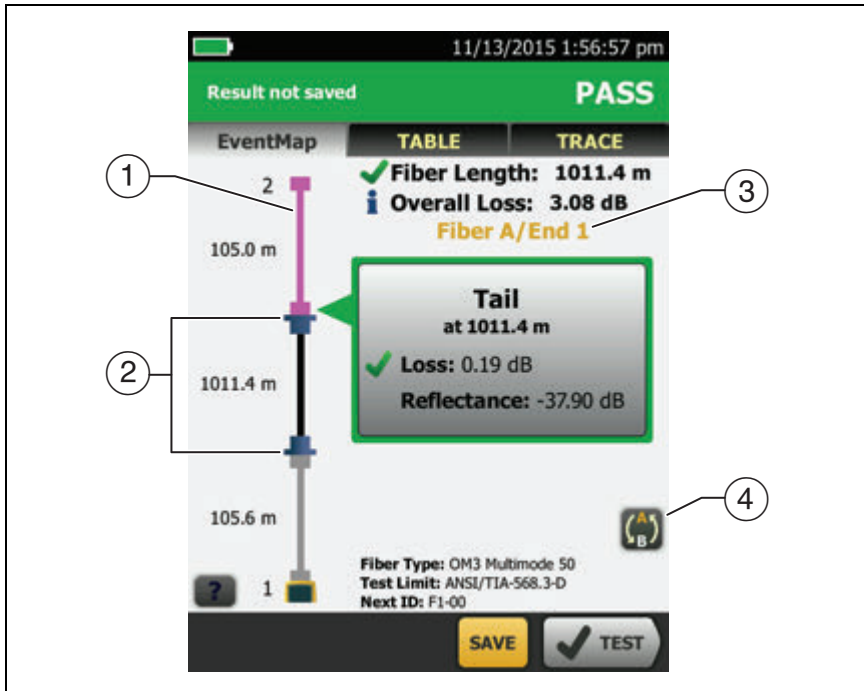 11/13/2015 1:56:57 pm
Result not saved PASS
EventMap TABLE TRACE
1
2
Fiber Length: 1011.4 m
i Overall Loss: 3.08 dB
3
Fiber A/End 1
105.0 m
Tail
at 1011.4 m
Loss: 0.19 dB
Reflectance: -37.90 dB
2
1011.4 m
105.6 m
A
B
4
Fiber Type: OM3 Multimode 50
Test Limit: ANSI/TIA-568.3-D
Next ID: F1-00
?
1
SAVE
TEST